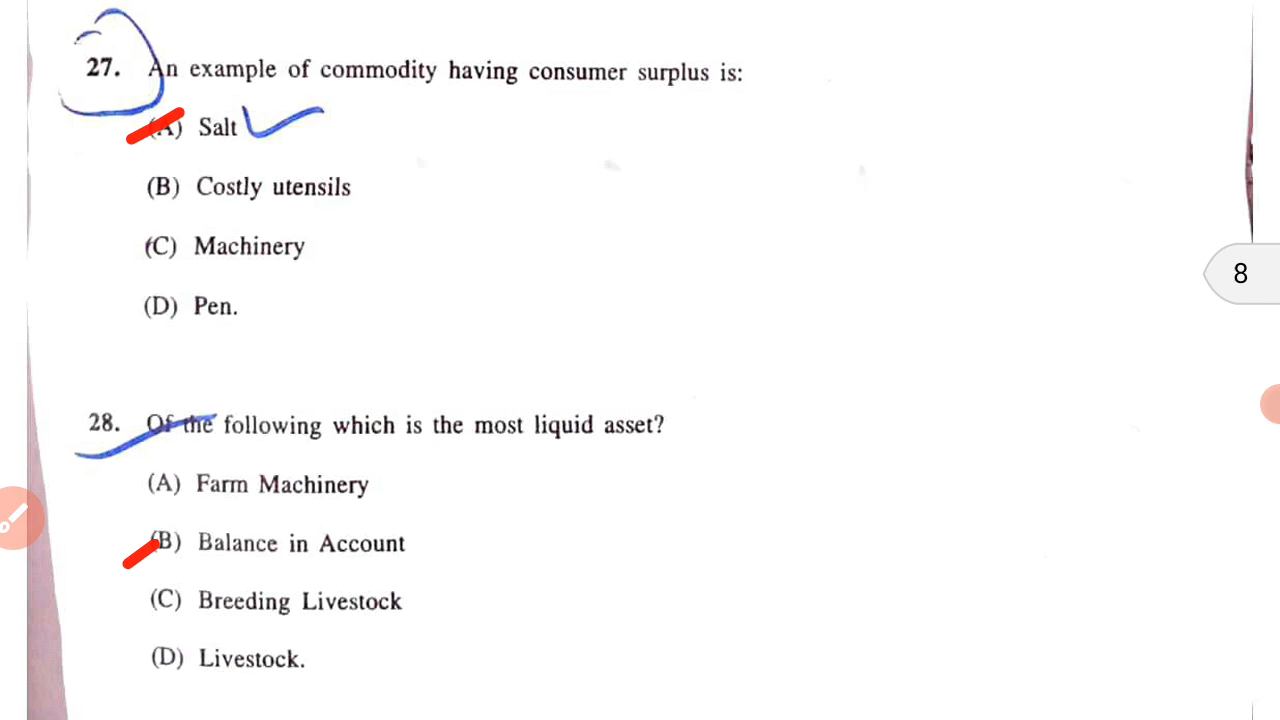 27. An example of commodity having consumer surplus is:
(A) Salt
(B) Costly utensils
(C) Machinery
(D) Pen.
8
28. Of the following which is the most liquid asset?
(A) Farm Machinery
(B) Balance in Account
(C) Breeding Livestock
(D) Livestock.